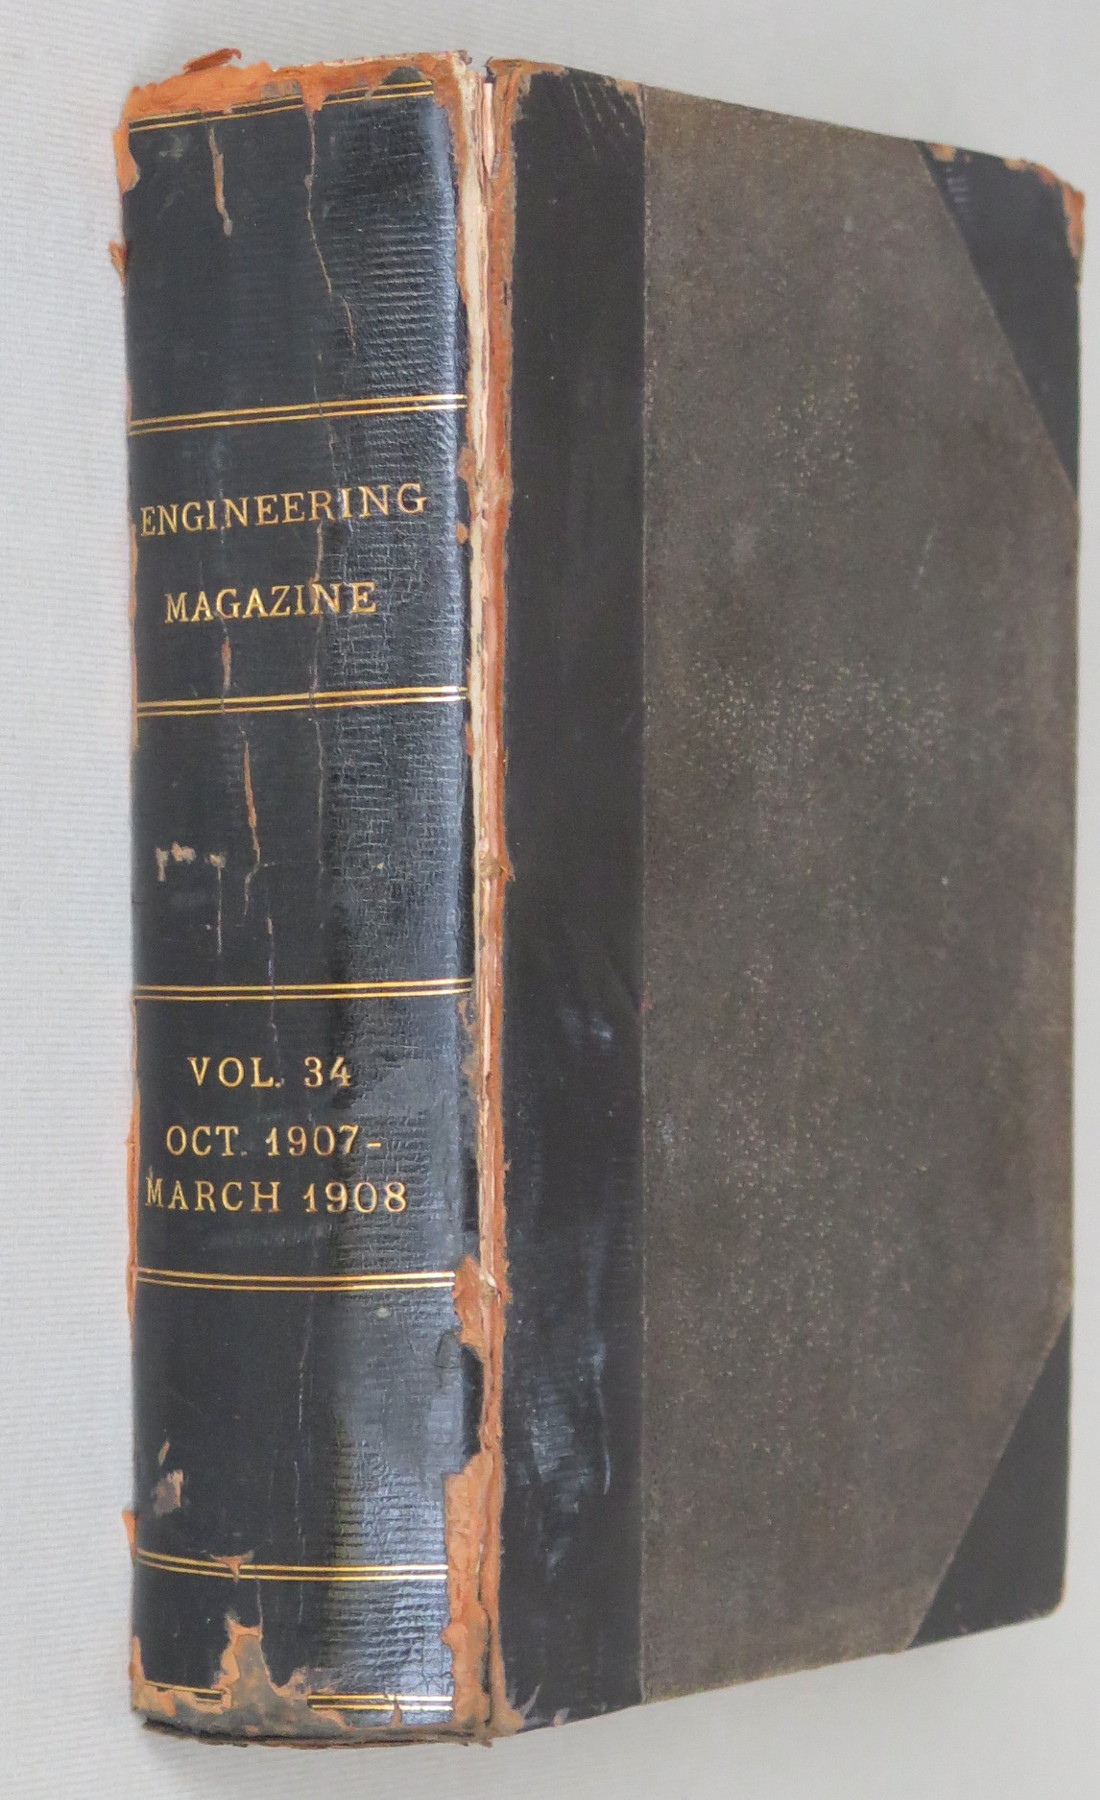 ENGINEERING
MAGAZINE
VOL. 34
OCT. 1907-
MARCH 1908